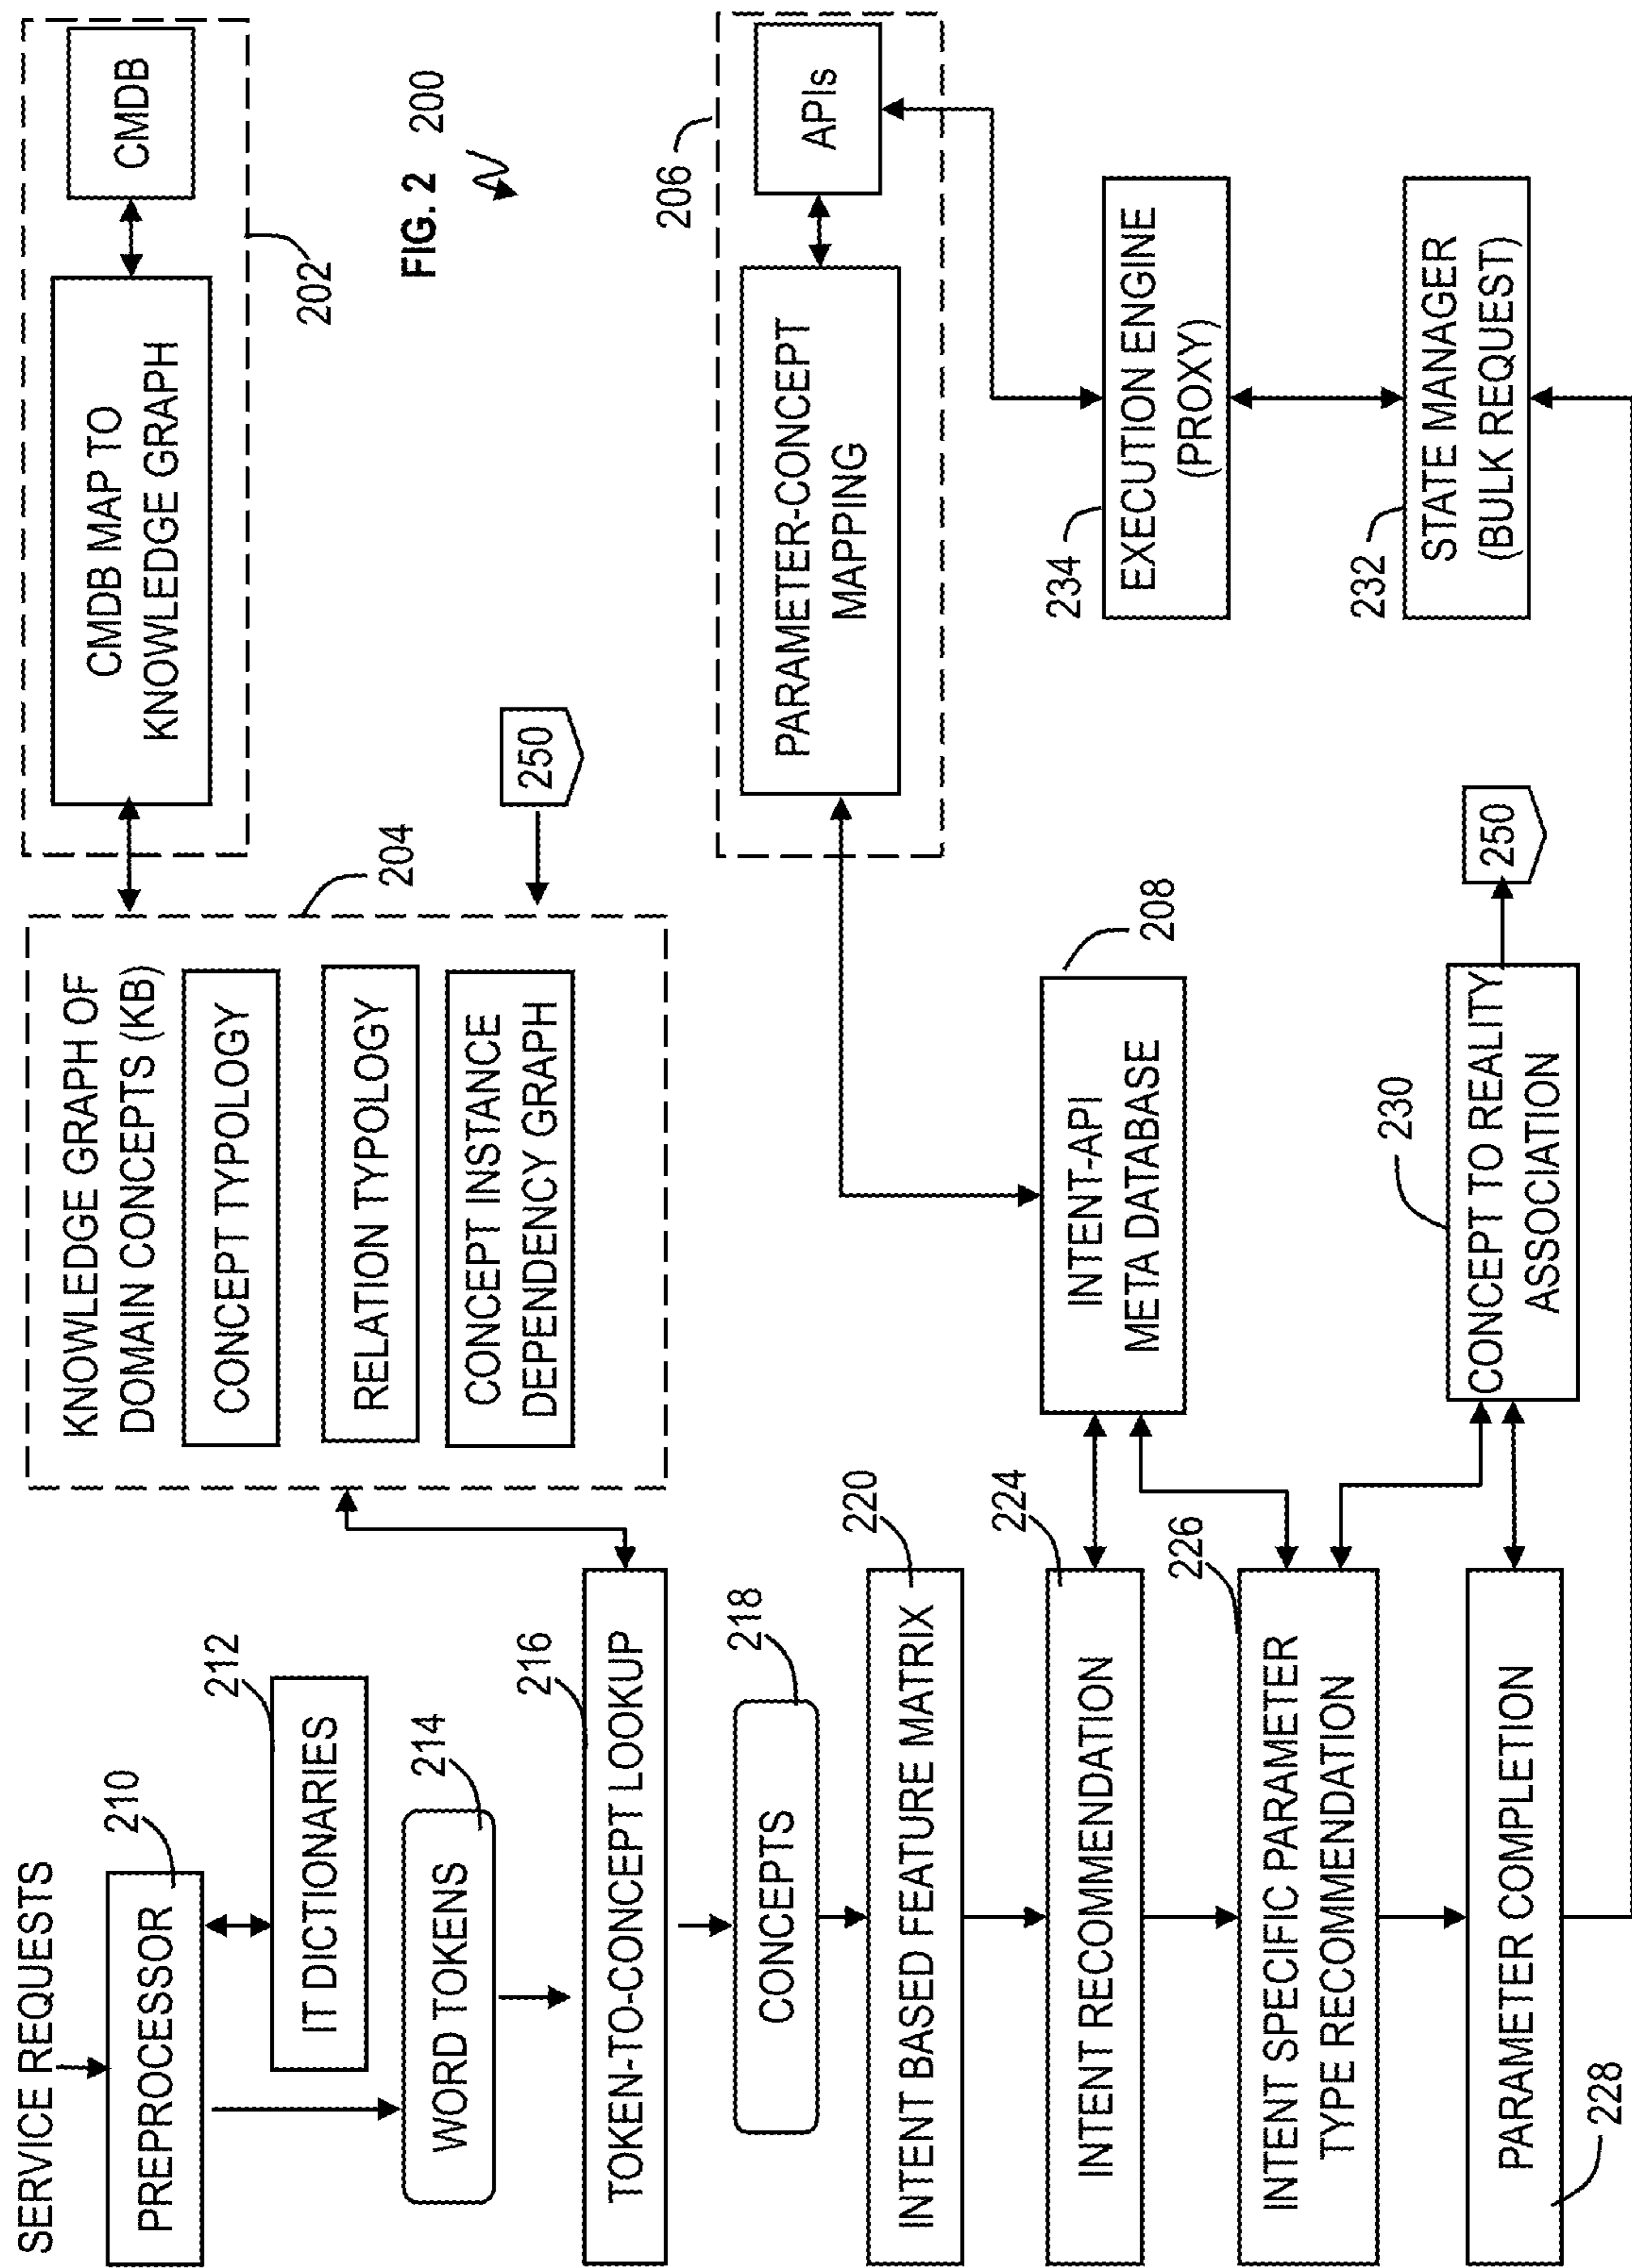 SERVICE REQUESTS
PREPROCESSOR
210
IT DICTIONARIES
212
WORD TOKENS
214
TOKEN-TO-CONCEPT LOOKUP
216
CONCEPTS
218
INTENT BASED FEATURE MATRIX
220
INTENT RECOMMENDATION
224
INTENT SPECIFIC PARAMETER
TYPE RECOMMENDATION
226
PARAMETER COMPLETION
228
KNOWLEDGE GRAPH OF
DOMAIN CONCEPTS (KB)
CONCEPT TYPOLOGY
RELATION TYPOLOGY
CONCEPT INSTANCE
DEPENDENCY GRAPH
204
250
CMDB MAP TO
KNOWLEDGE GRAPH
CMDB
202
FIG. 2
200
206
PARAMETER-CONCEPT
MAPPING
APIs
INTENT-API
META DATABASE
208
CONCEPT TO REALITY
ASSOCIATION
230
250
EXECUTION ENGINE
(PROXY)
234
STATE MANAGER
(BULK REQUEST)
232